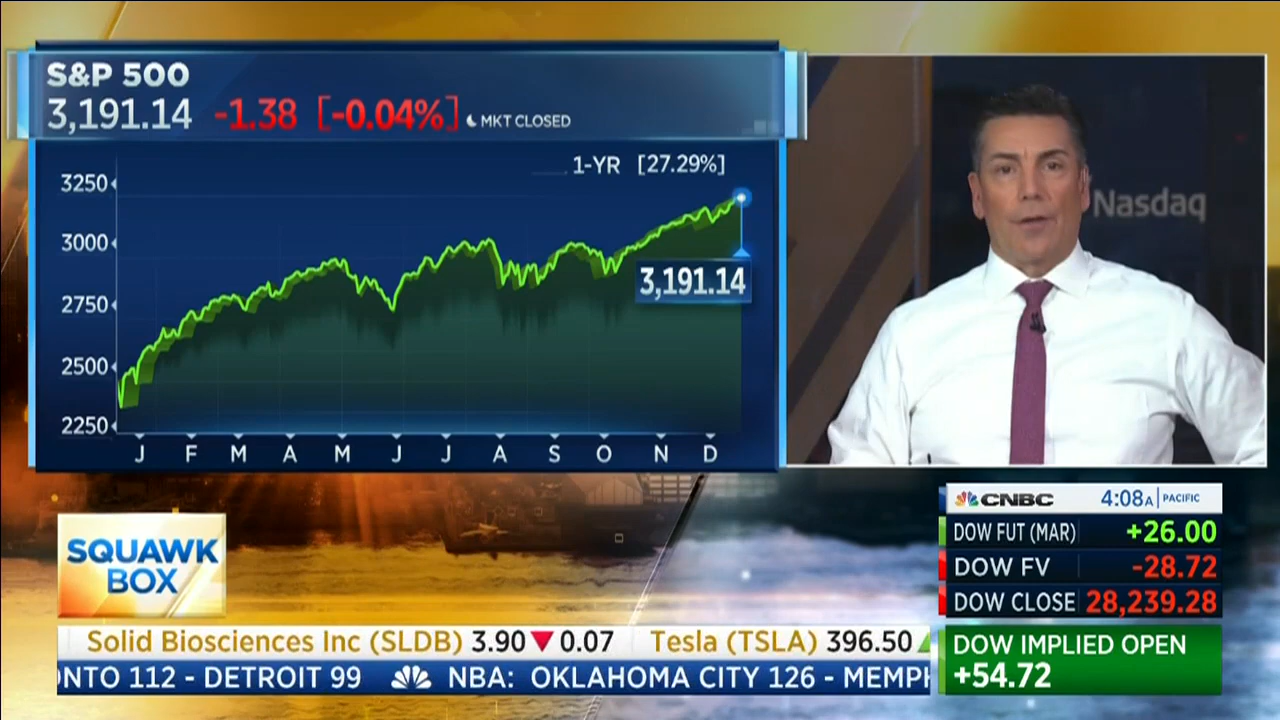 S&P 500
3,191.14 -1.38 [-0.04%] MKT CLOSED
1-YR [27.29%]
3250
3000
2750
2500
2250
3,191.14
J F M A M J J A S O N D
Nasdaq
SQUAWK
BOX
CNBC 4:08A PACIFIC
DOW FUT (MAR) +26.00
DOW FV -28.72
DOW CLOSE 28,239.28
DOW IMPLIED OPEN
+54.72
Solid Biosciences Inc (SLDB) 3.90 ▼ 0.07 Tesla (TSLA) 396.50
ONTO 112 - DETROIT 99 NBA: OKLAHOMA CITY 126 - MEMPH